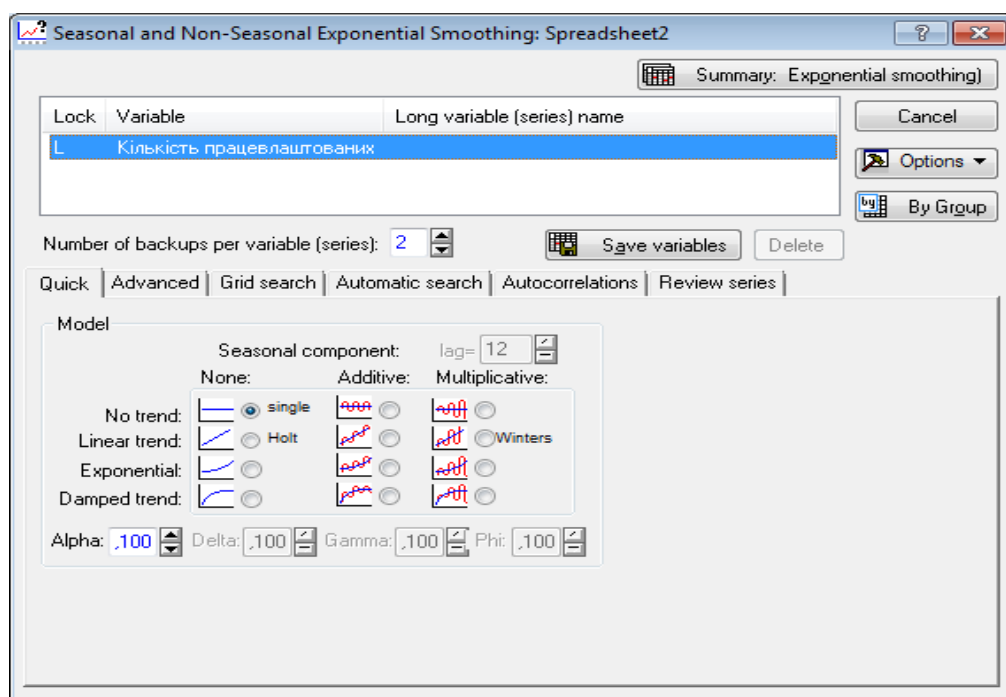 Seasonal and Non-Seasonal Exponential Smoothing: Spreadsheet2
Summary: Exponential smoothing)
Lock Variable Long variable (series) name
L Кількість працевлаштованих
Cancel
Options
By Group
Number of backups per variable (series): 2 Save variables Delete
Quick Advanced Grid search Automatic search Autocorrelations Review series
Model
Seasonal component: lag= 12
None: Additive: Multiplicative:
No trend: single
Linear trend: Holt Winters
Exponential:
Damped trend:
Alpha: ,100 Delta: ,100 Gamma: ,100 Phi: ,100